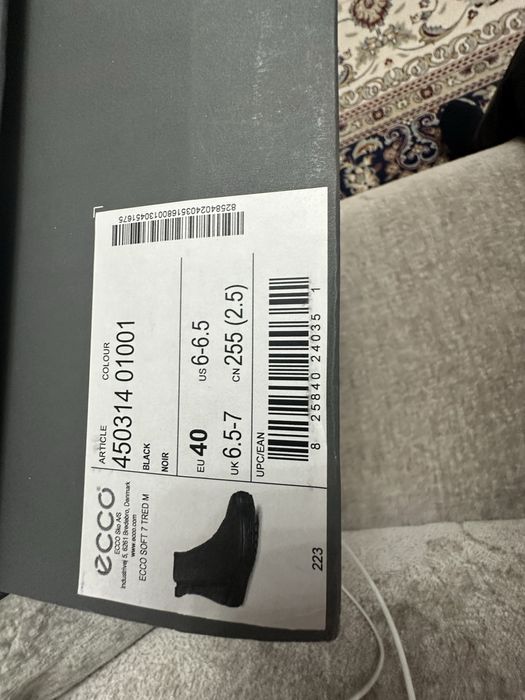 ecco
ECCO Sko A/S
Industrivej 5, 6261 Bredebro, Denmark
www.ecco.com
ECCO SOFT 7 TRED M
223
ARTICLE COLOUR
450314 01001
BLACK
NOIR
EU 40 US 6-6.5
UK 6.5-7 CN 255 (2.5)
UPC/EAN
8 25840 24035 1